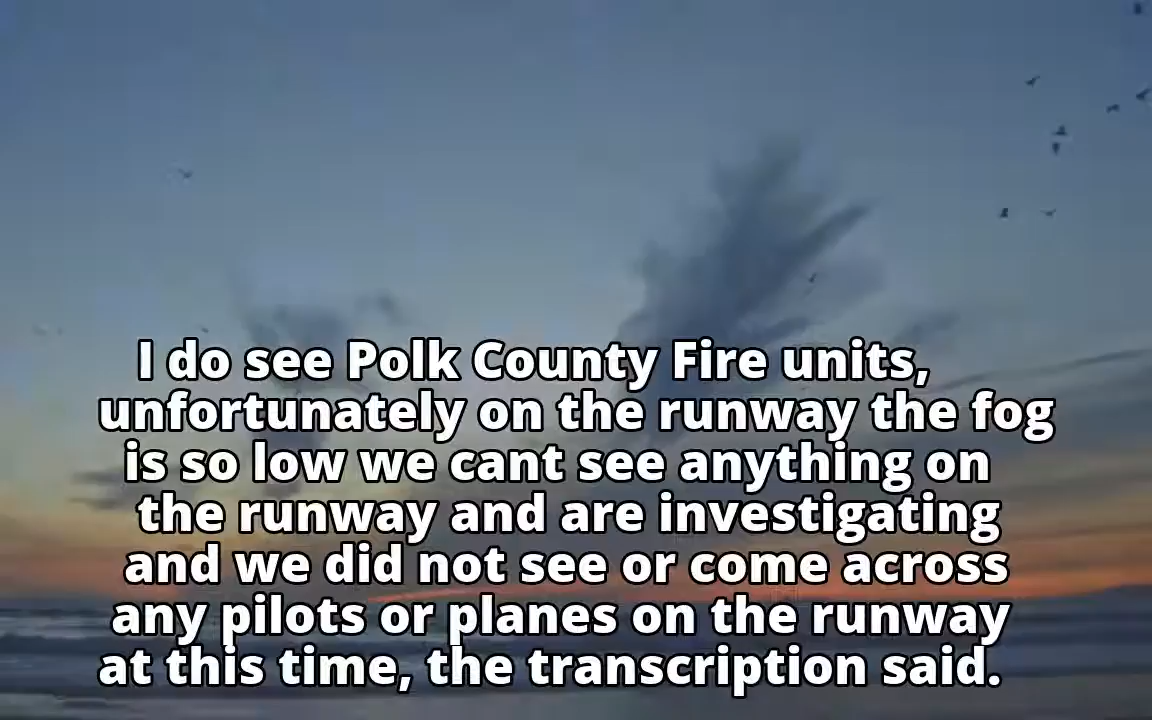 I do see Polk County Fire units,
unfortunately on the runway the fog
is so low we cant see anything on
the runway and are investigating
and we did not see or come across
any pilots or planes on the runway
at this time, the transcription said.